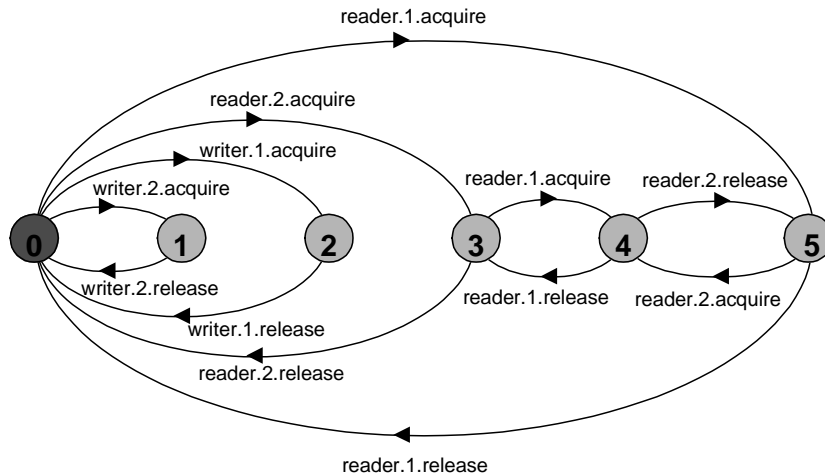 reader.1.acquire
reader.2.acquire
writer.1.acquire
writer.2.acquire
reader.1.acquire
reader.2.release
0
1
2
3
4
5
writer.2.release
reader.1.release
reader.2.acquire
writer.1.release
reader.2.release
reader.1.release